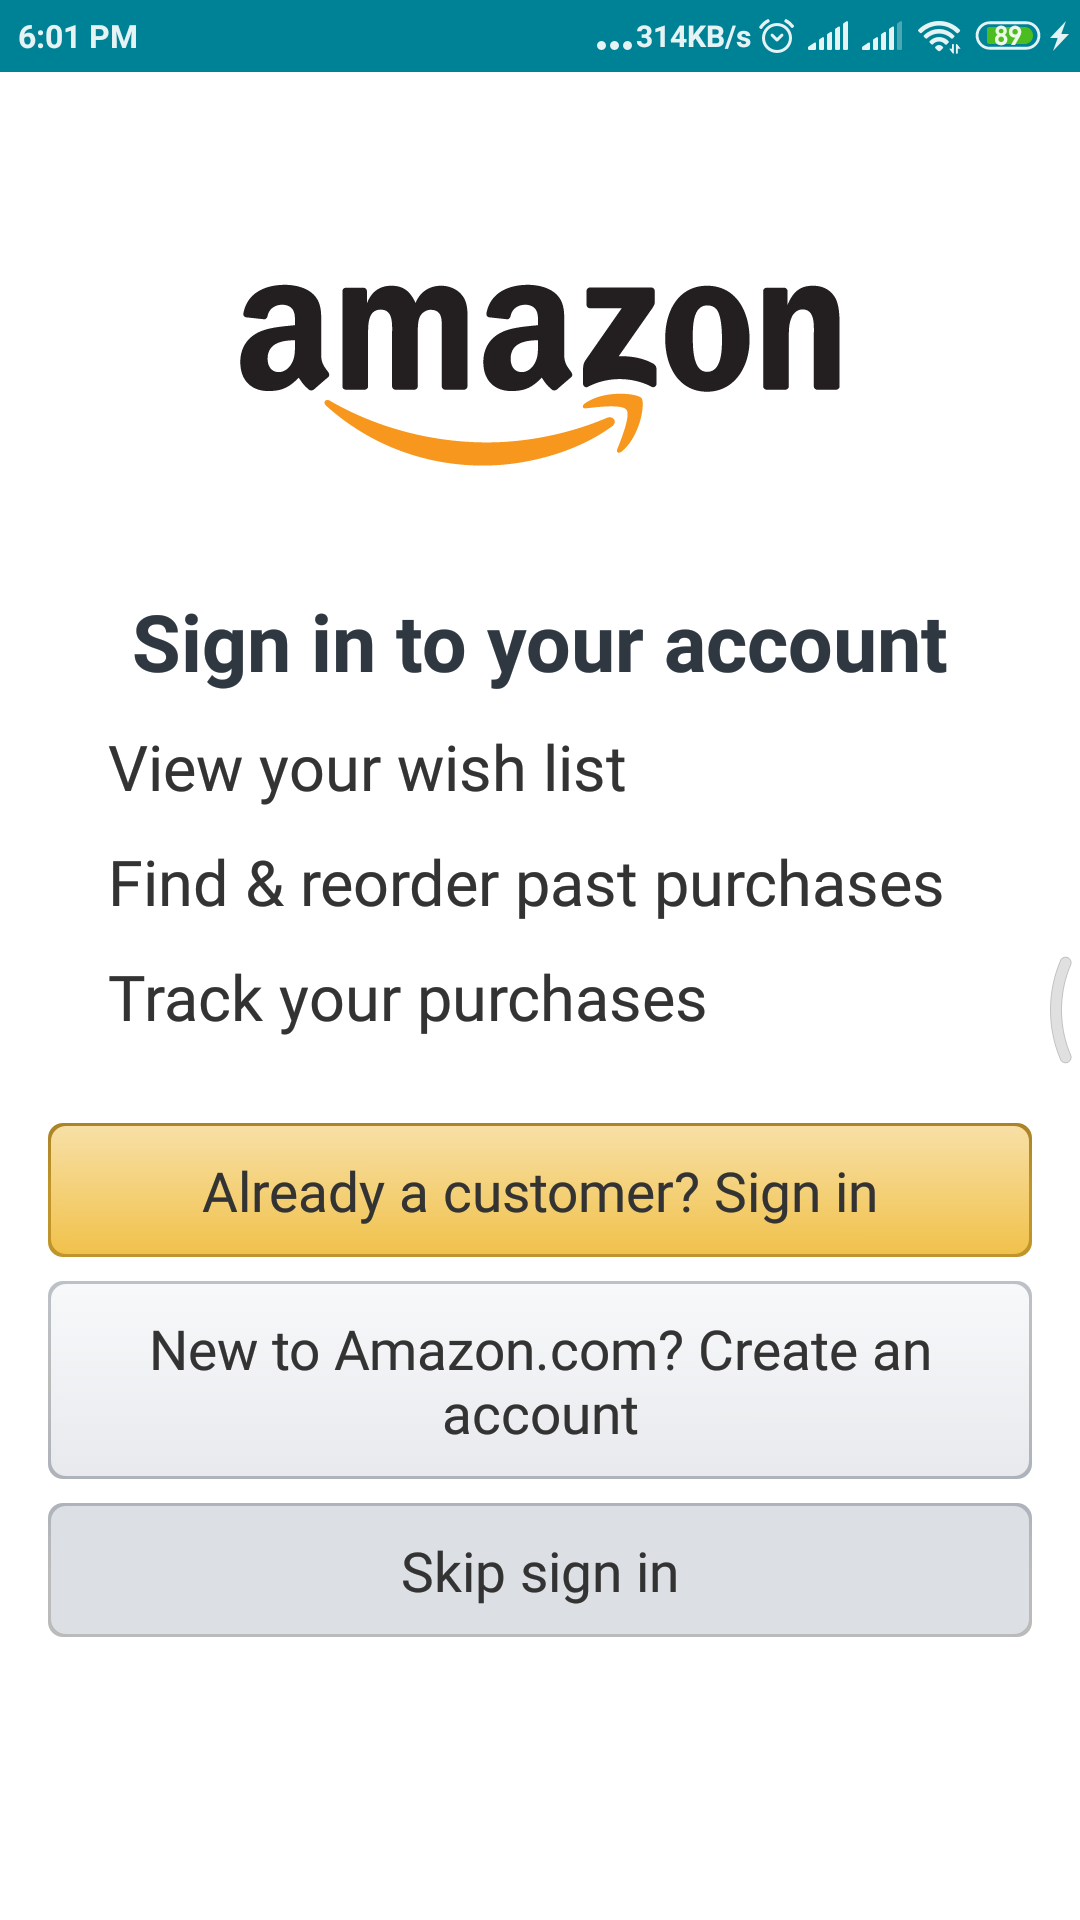 6:01 PM ...314KB/s 89
amazon
Sign in to your account
View your wish list
Find & reorder past purchases
Track your purchases
Already a customer? Sign in
New to Amazon.com? Create an
account
Skip sign in